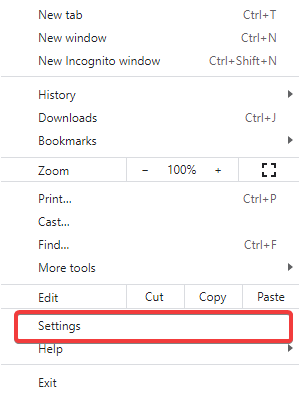 New tab Ctrl+T
New window Ctrl+N
New Incognito window Ctrl+Shift+N
History
Downloads Ctrl+J
Bookmarks
Zoom − 100% +
Print... Ctrl+P
Cast...
Find... Ctrl+F
More tools
Edit Cut Copy Paste
Settings
Help
Exit